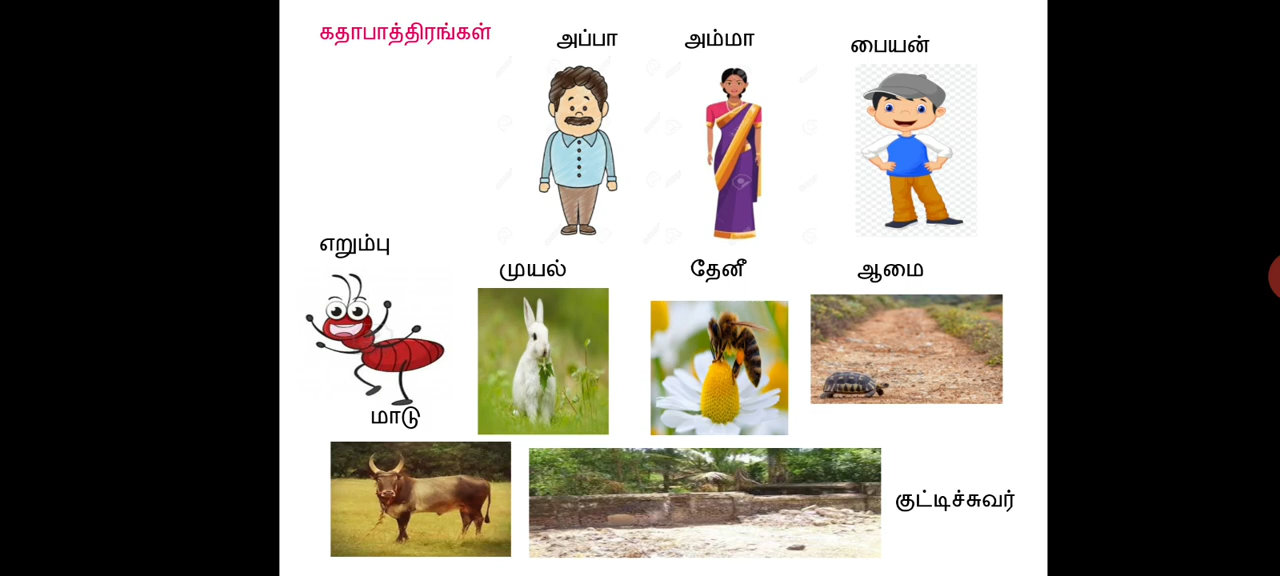 கதாபாத்திரங்கள்
அப்பா
அம்மா
பையன்
எறும்பு
முயல்
தேனீ
ஆமை
மாடு
குட்டிச்சுவர்